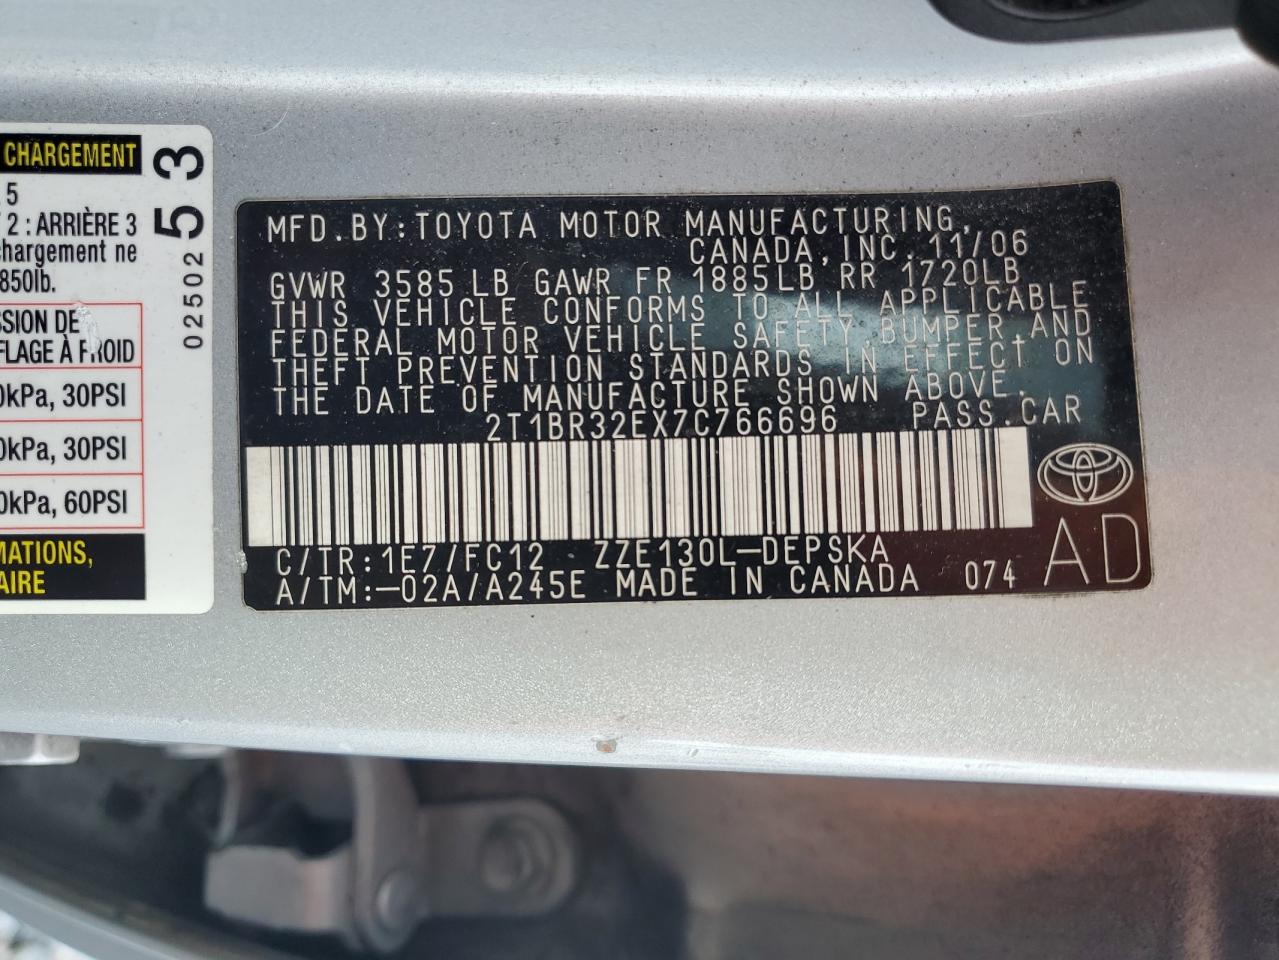 CHARGEMENT
5
2 : ARRIÈRE 3
chargement ne
850lb.
SSION DE
FLAGE À FROID
0kPa, 30PSI
0kPa, 30PSI
0kPa, 60PSI
MATIONS,
AIRE
02502 53
MFD.BY:TOYOTA MOTOR MANUFACTURING,
CANADA,INC.11/06
GVWR 3585LB GAWR FR 1885LB RR 1720LB
THIS VEHICLE CONFORMS TO ALL APPLICABLE
FEDERAL MOTOR VEHICLE SAFETY,BUMPER,AND
THEFT PREVENTION STANDARDS IN EFFECT ON
THE DATE OF MANUFACTURE SHOWN ABOVE.
2T1BR32EX7C766696 PASS.CAR
C/TR:1E7/FC12 ZZE130L-DEPSKA
A/TM:-02A/A245E MADE IN CANADA 074
AD